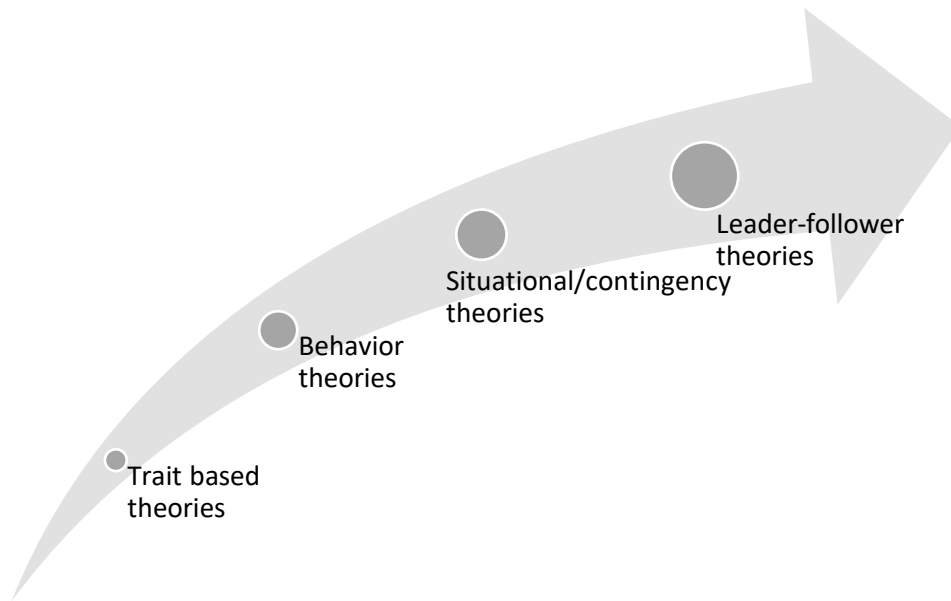 Trait based
theories
Behavior
theories
Situational/contingency
theories
Leader-follower
theories